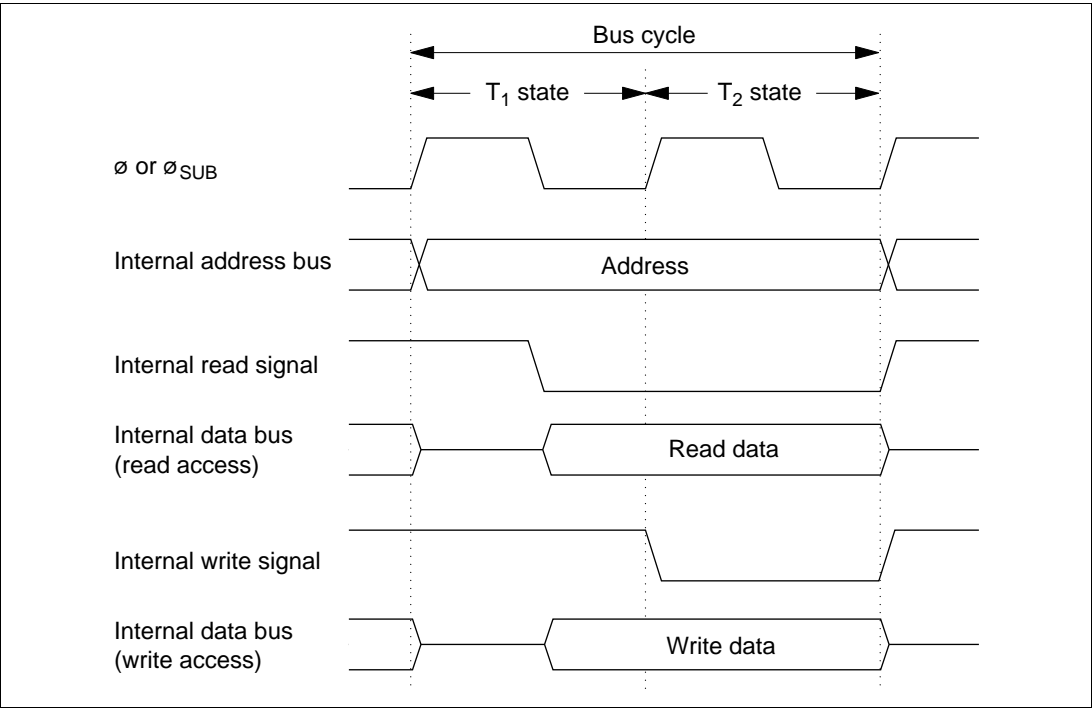 Bus cycle
T1 state
T2 state
ø or øSUB
Internal address bus
Address
Internal read signal
Internal data bus
(read access)
Read data
Internal write signal
Internal data bus
(write access)
Write data